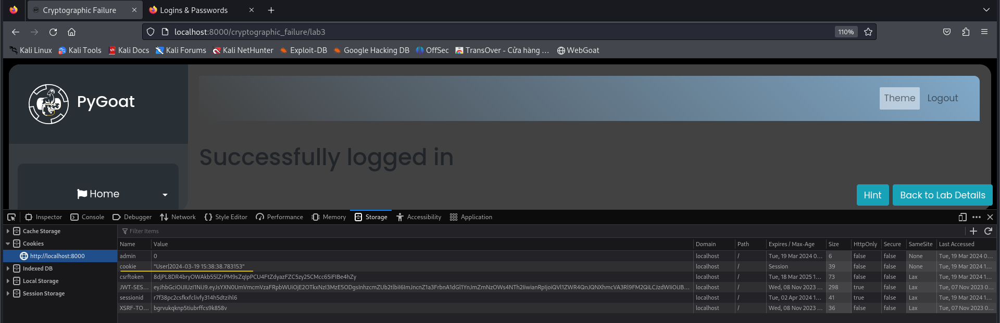 Cryptographic Failure
Logins & Passwords
localhost:8000/cryptographic_failure/lab3
110%
Kali Linux Kali Tools Kali Docs Kali Forums Kali NetHunter Exploit-DB Google Hacking DB OffSec TransOver - Cửa hàng ... WebGoat
PyGoat
Theme Logout
Successfully logged in
Home
Hint Back to Lab Details
Inspector Console Debugger Network Style Editor Performance Memory Storage Accessibility Application
Cache Storage
Cookies
http://localhost:8000
Indexed DB
Local Storage
Session Storage
Filter Items
Name Value Domain Path Expires / Max-Age Size HttpOnly Secure SameSite Last Accessed
admin 0 localhost / Tue, 19 Mar 2024 0... 6 false false None Tue, 19 Mar 2024 0...
cookie "User|2024-03-19 15:38:38.783153" localhost / Session 39 false false None Tue, 19 Mar 2024 1...
csrftoken 8djPL8DR4bryOWAkb55lZrPM9sZqIpPCU4FtZdyazFZC5zy25CMcc65iFIBe4hZy localhost / Tue, 18 Mar 2025 1... 73 false false Lax Tue, 19 Mar 2024 1...
JWT-SES... localhost / Wed, 08 Nov 2023 ... 298 true false Lax Tue, 07 Nov 2023 0...
sessionid r7f38pc2csfkxfclivfy314h5dtzihl6 localhost / Tue, 02 Apr 2024 1... 41 true false Lax Tue, 19 Mar 2024 1...
XSRF-TO... bgrvukqknp5tiubrffcs9k858v localhost / Wed, 08 Nov 2023 ... 36 false false Lax Tue, 07 Nov 2023 0...